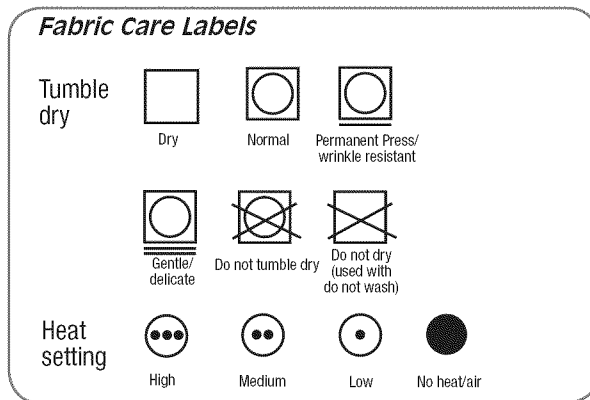 Fabric Care Labels
Tumble
dry
Dry
Normal
Permanent Press/
wrinkle resistant
Gentle/
delicate
Do not tumble dry
Do not dry
(used with
do not wash)
Heat
setting
High
Medium
Low
No heat/air